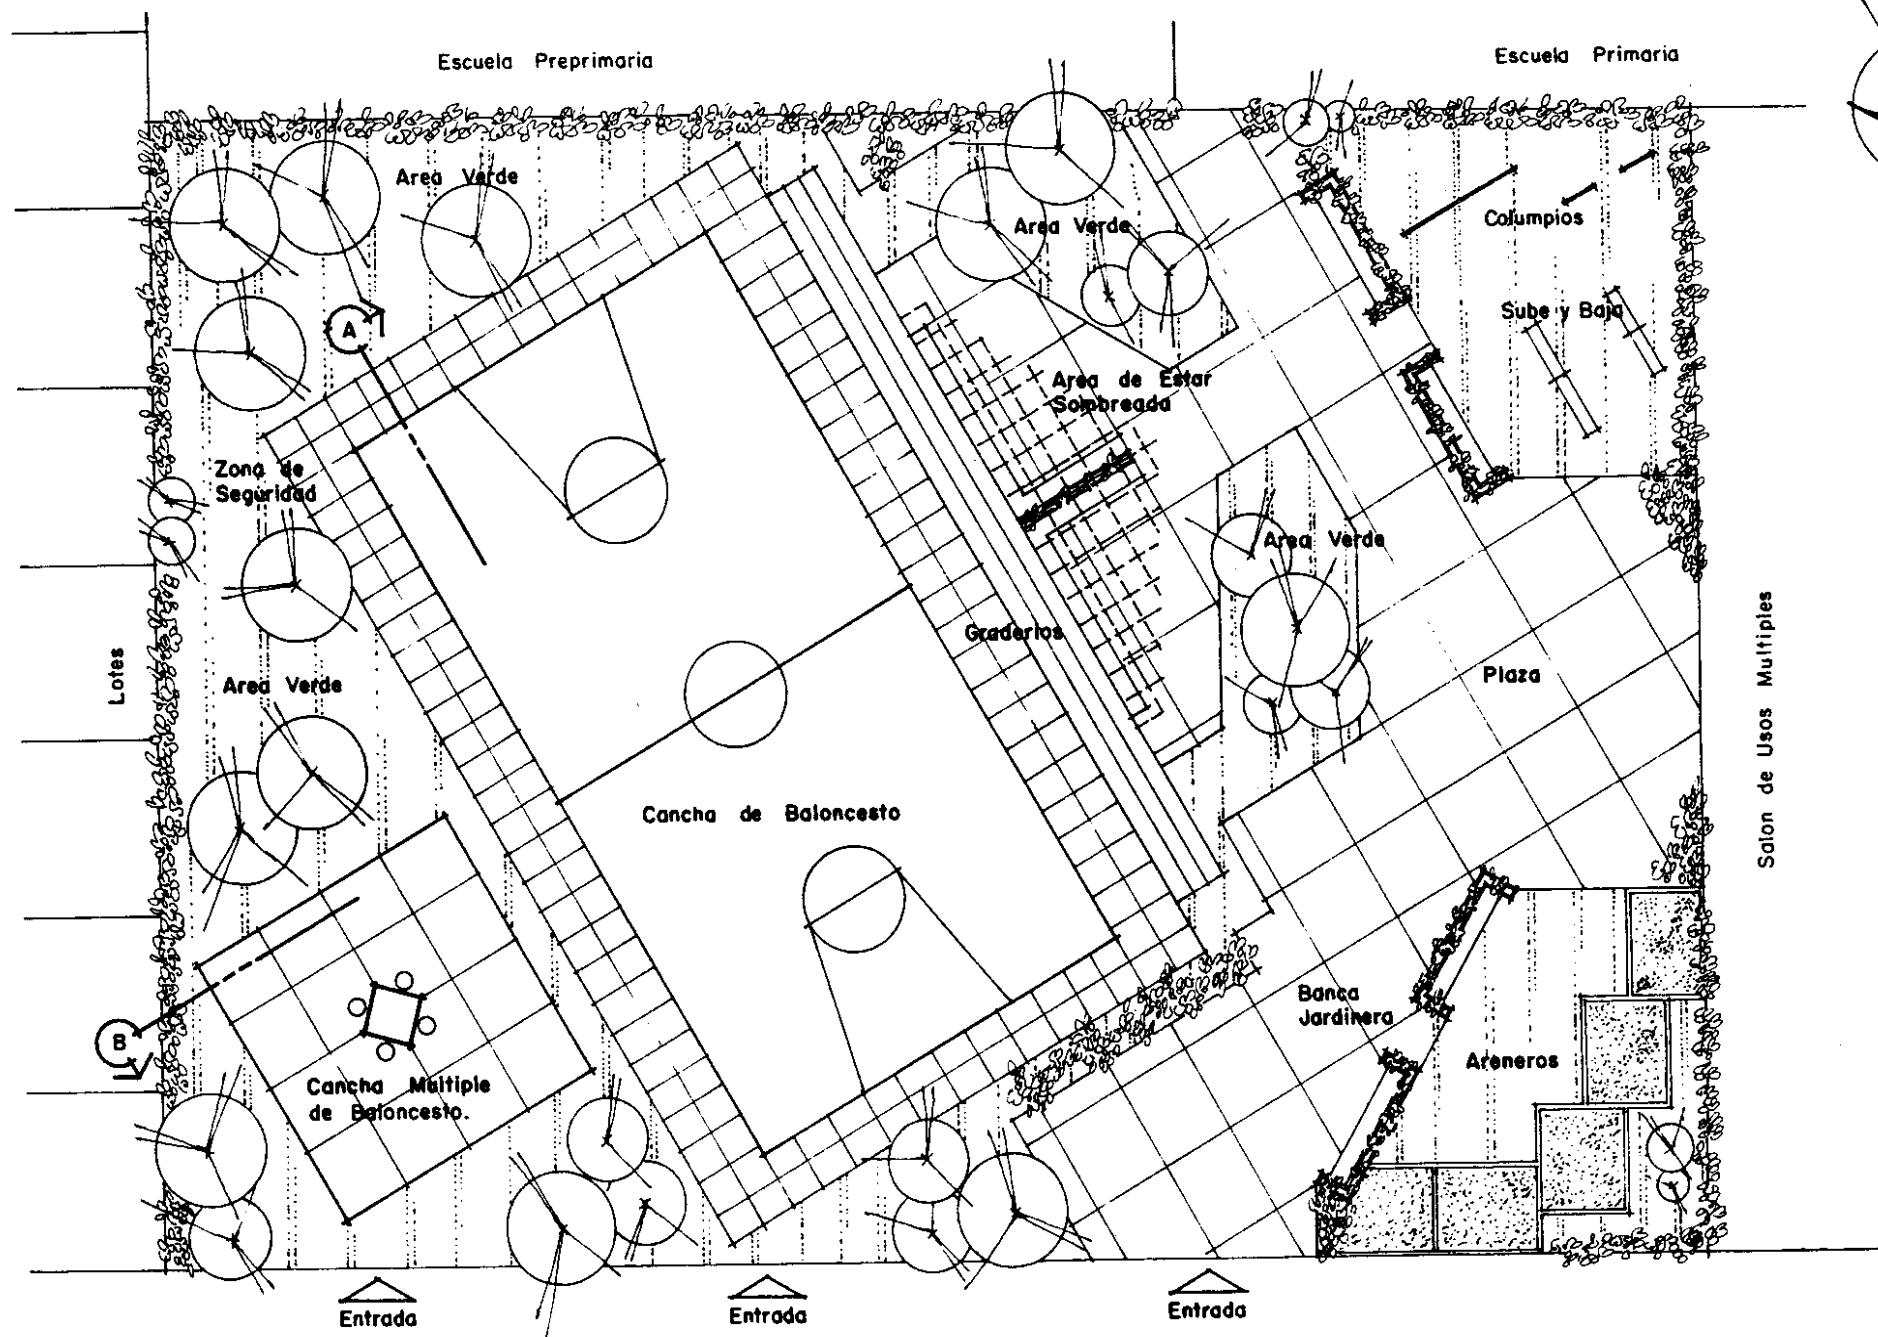 Escuela Preprimaria
Escuela Primaria
Area Verde
Area Verde
Columpios
Sube y Baja
A
Area de Estar
Sombreada
Zona de
Seguridad
Area Verde
Graderios
Area Verde
Plaza
Lotes
Salon de Usos Multiples
Cancha de Baloncesto
Banca
Jardinera
Areneros
B
Cancha Multiple
de Baloncesto.
Entrada
Entrada
Entrada